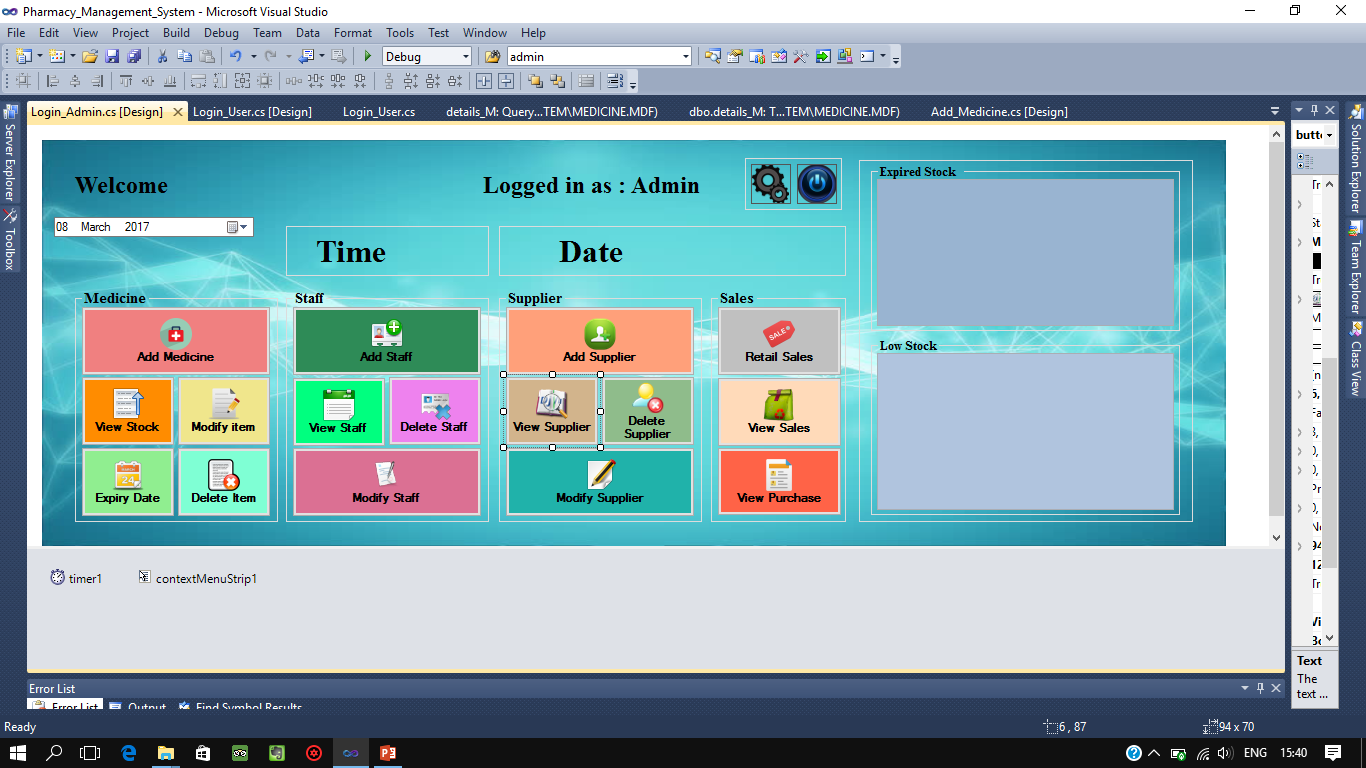 Pharmacy_Management_System - Microsoft Visual Studio
File Edit View Project Build Debug Team Data Format Tools Test Window Help
Debug admin
Login_Admin.cs [Design] Login_User.cs [Design] Login_User.cs details_M: Query...TEM\MEDICINE.MDF) dbo.details_M: T...TEM\MEDICINE.MDF) Add_Medicine.cs [Design]
Server Explorer
Toolbox
Welcome
Logged in as : Admin
08 March 2017
Time
Date
Medicine
Add Medicine
View Stock
Modify item
Expiry Date
Delete Item
Staff
Add Staff
View Staff
Delete Staff
Modify Staff
Supplier
Add Supplier
View Supplier
Delete
Supplier
Modify Supplier
Sales
Retail Sales
View Sales
View Purchase
Expired Stock
Low Stock
timer1
contextMenuStrip1
butt
Text
The
text ...
Solution Explorer
Team Explorer
Class View
Error List
Error List Output Find Symbol Results
Ready
6 , 87
94 x 70
ENG 15:40